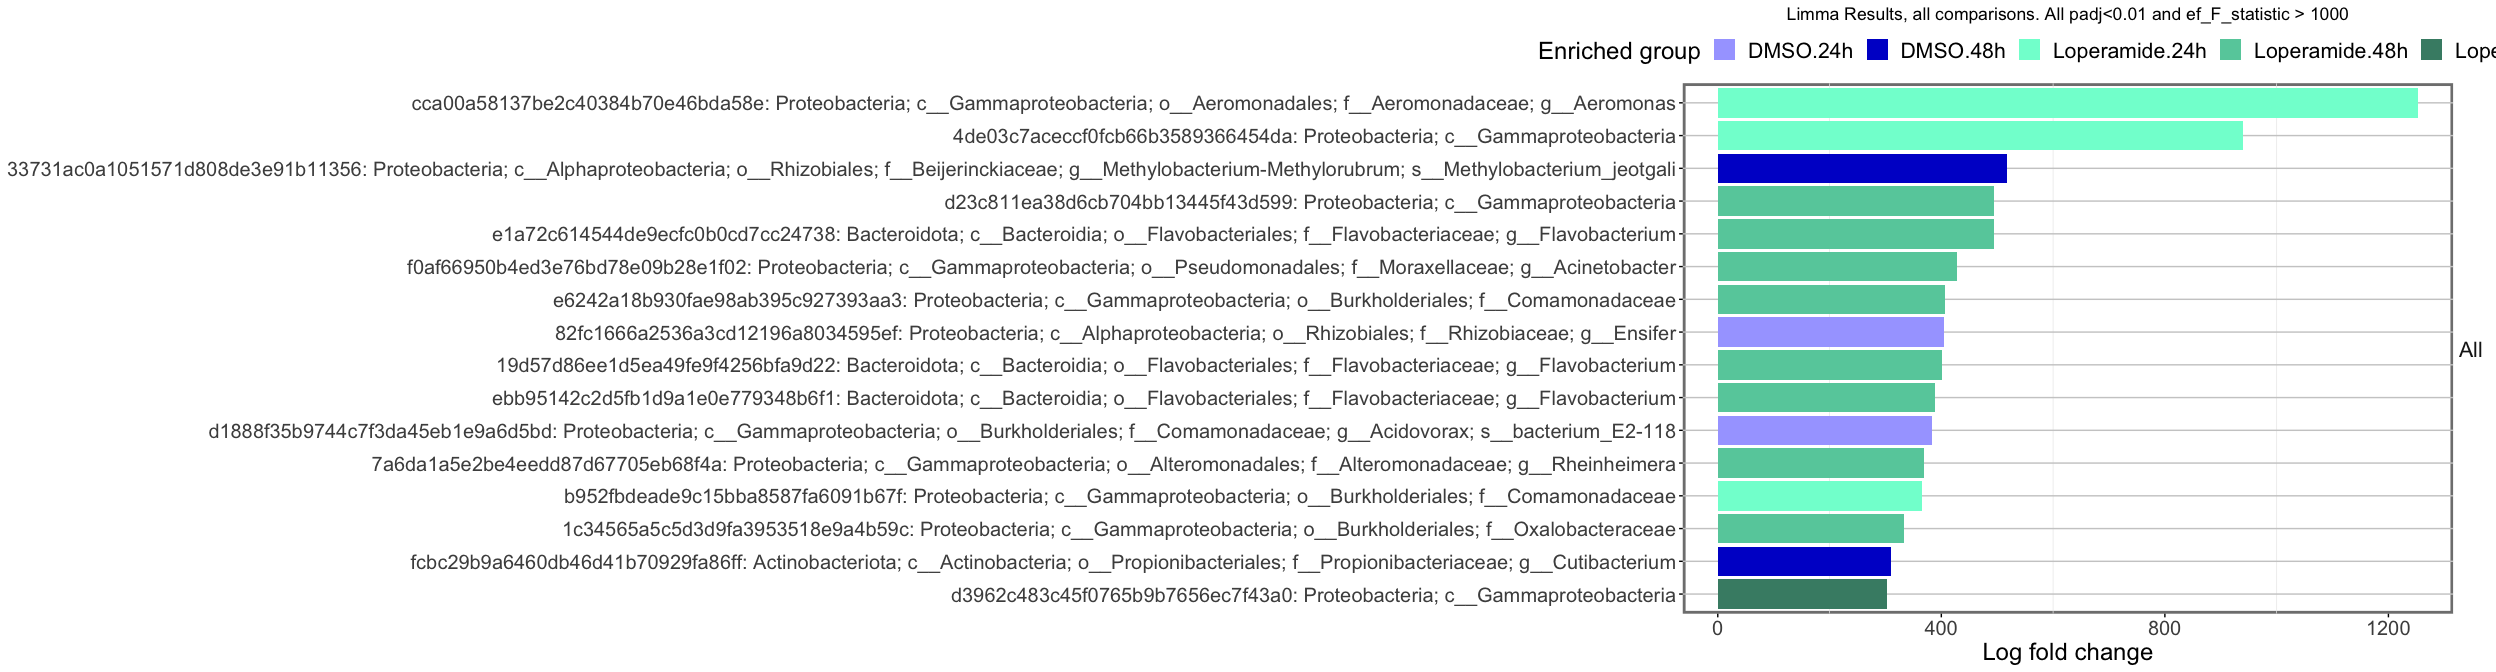 Limma Results, all comparisons. All padj<0.01 and ef_F_statistic > 1000
Enriched group DMSO.24h DMSO.48h Loperamide.24h Loperamide.48h Lope
cca00a58137be2c40384b70e46bda58e: Proteobacteria; c__Gammaproteobacteria; o__Aeromonadales; f__Aeromonadaceae; g__Aeromonas
4de03c7aceccf0fcb66b3589366454da: Proteobacteria; c__Gammaproteobacteria
33731ac0a1051571d808de3e91b11356: Proteobacteria; c__Alphaproteobacteria; o__Rhizobiales; f__Beijerinckiaceae; g__Methylobacterium-Methylorubrum; s__Methylobacterium_jeotgali
d23c811ea38d6cb704bb13445f43d599: Proteobacteria; c__Gammaproteobacteria
e1a72c614544de9ecfc0b0cd7cc24738: Bacteroidota; c__Bacteroidia; o__Flavobacteriales; f__Flavobacteriaceae; g__Flavobacterium
f0af66950b4ed3e76bd78e09b28e1f02: Proteobacteria; c__Gammaproteobacteria; o__Pseudomonadales; f__Moraxellaceae; g__Acinetobacter
e6242a18b930fae98ab395c927393aa3: Proteobacteria; c__Gammaproteobacteria; o__Burkholderiales; f__Comamonadaceae
82fc1666a2536a3cd12196a8034595ef: Proteobacteria; c__Alphaproteobacteria; o__Rhizobiales; f__Rhizobiaceae; g__Ensifer
19d57d86ee1d5ea49fe9f4256bfa9d22: Bacteroidota; c__Bacteroidia; o__Flavobacteriales; f__Flavobacteriaceae; g__Flavobacterium
ebb95142c2d5fb1d9a1e0e779348b6f1: Bacteroidota; c__Bacteroidia; o__Flavobacteriales; f__Flavobacteriaceae; g__Flavobacterium
d1888f35b9744c7f3da45eb1e9a6d5bd: Proteobacteria; c__Gammaproteobacteria; o__Burkholderiales; f__Comamonadaceae; g__Acidovorax; s__bacterium_E2-118
7a6da1a5e2be4eedd87d67705eb68f4a: Proteobacteria; c__Gammaproteobacteria; o__Alteromonadales; f__Alteromonadaceae; g__Rheinheimera
b952fbdeade9c15bba8587fa6091b67f: Proteobacteria; c__Gammaproteobacteria; o__Burkholderiales; f__Comamonadaceae
1c34565a5c5d3d9fa3953518e9a4b59c: Proteobacteria; c__Gammaproteobacteria; o__Burkholderiales; f__Oxalobacteraceae
fcbc29b9a6460db46d41b70929fa86ff: Actinobacteriota; c__Actinobacteria; o__Propionibacteriales; f__Propionibacteriaceae; g__Cutibacterium
d3962c483c45f0765b9b7656ec7f43a0: Proteobacteria; c__Gammaproteobacteria
All
0 400 800 1200
Log fold change